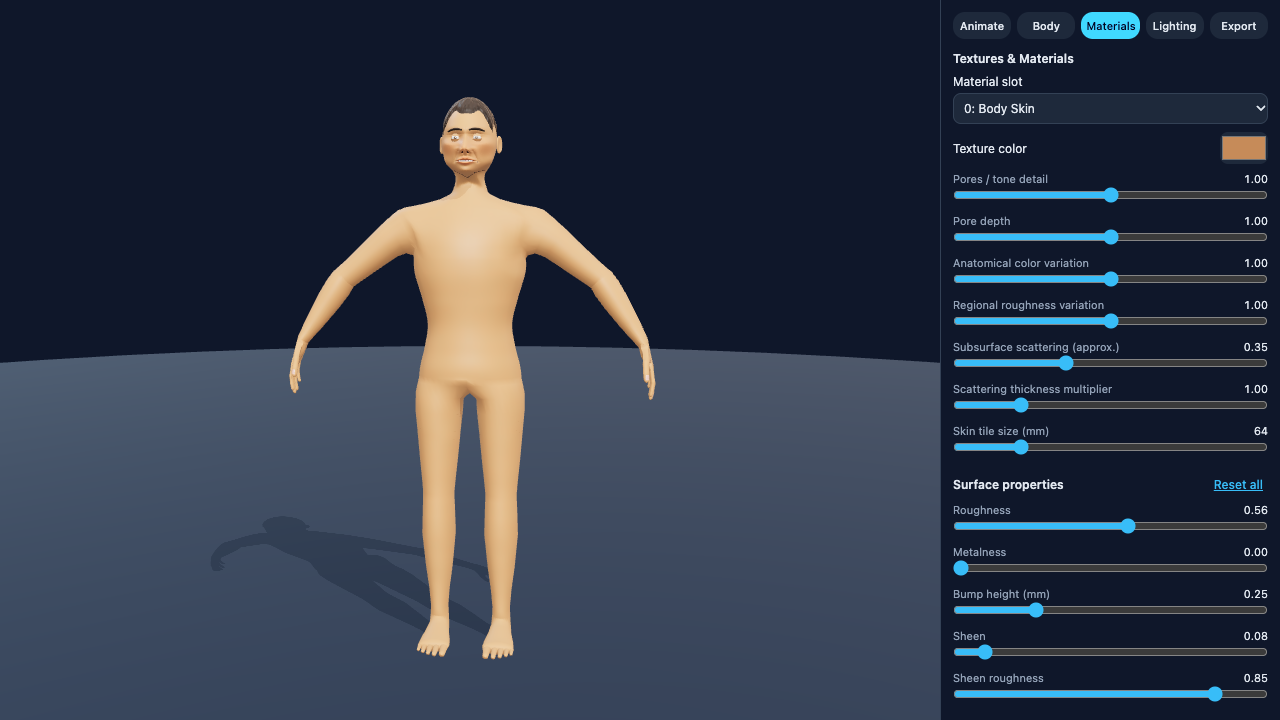 Animate Body Materials Lighting Export
Textures & Materials
Material slot
0: Body Skin
Texture color
Pores / tone detail 1.00
Pore depth 1.00
Anatomical color variation 1.00
Regional roughness variation 1.00
Subsurface scattering (approx.) 0.35
Scattering thickness multiplier 1.00
Skin tile size (mm) 64
Surface properties Reset all
Roughness 0.56
Metalness 0.00
Bump height (mm) 0.25
Sheen 0.08
Sheen roughness 0.85